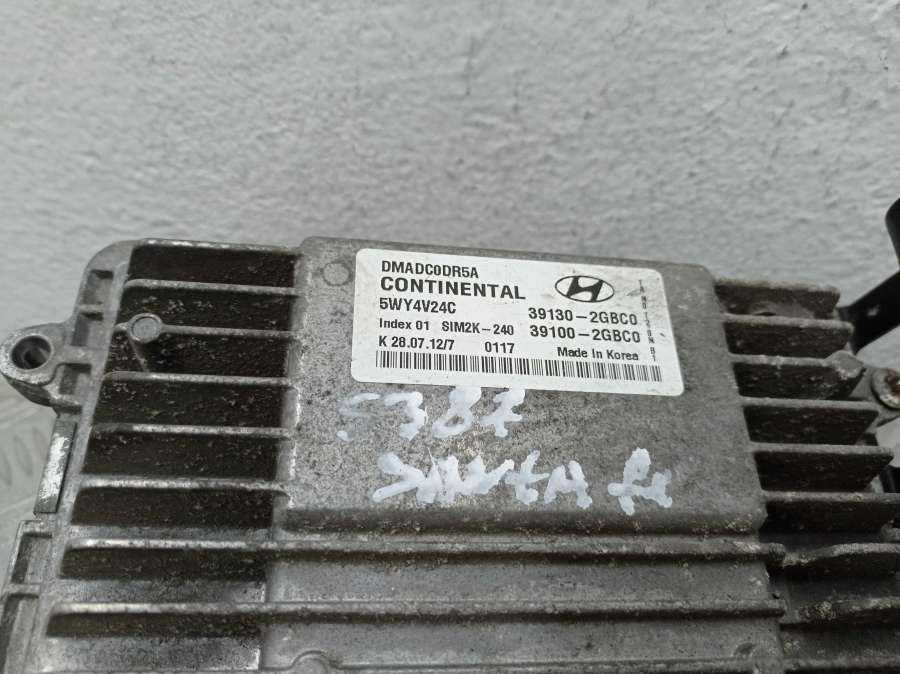 DMADC0DR5A
CONTINENTAL
5WY4V24C 39130-2GBC0
Index 01 SIM2K-240 39100-2GBC0
K 28.07.12/7 0117 Made In Korea
5387
SANtA fe